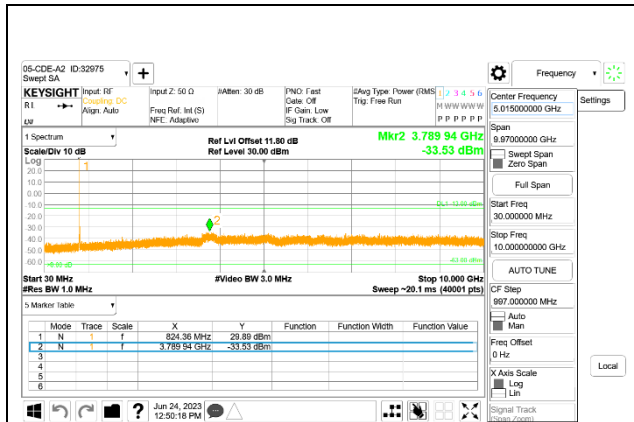 05-CDE-A2 ID:32975
Swept SA
Frequency
KEYSIGHT
Input: RF
Coupling: DC
Align: Auto
Input Z: 50 Ω
Freq Ref: Int (S)
NFE: Adaptive
#Atten: 30 dB
PNO: Fast
Gate: Off
IF Gain: Low
Sig Track: Off
#Avg Type: Power (RMS
Trig: Free Run
1 2 3 4 5 6
M W W W W W
P P P P P P
Center Frequency
5.015000000 GHz
Settings
1 Spectrum
Scale/Div 10 dB
Ref Lvl Offset 11.80 dB
Ref Level 30.00 dBm
Mkr2 3.789 94 GHz
-33.53 dBm
Log
20.0
10.0
0.00
-10.0
-20.0
-30.0
-40.0
-50.0
-60.0
1
2
Start 30 MHz
#Res BW 1.0 MHz
#Video BW 3.0 MHz
Stop 10.000 GHz
Sweep ~20.1 ms (40001 pts)
Span
9.97000000 GHz
Swept Span
Zero Span
Full Span
Start Freq
30.000000 MHz
Stop Freq
10.00000000 GHz
AUTO TUNE
CF Step
997.000000 MHz
Auto
Man
Freq Offset
0 Hz
X Axis Scale
Log
Lin
Signal Track
(Span Zoom)
Local
5 Marker Table
Mode Trace Scale X Y Function Function Width Function Value
1 N 1 f 824.36 MHz 29.89 dBm
2 N 1 f 3.789 94 GHz -33.53 dBm
3
4
5
6
Jun 24, 2023
12:50:18 PM